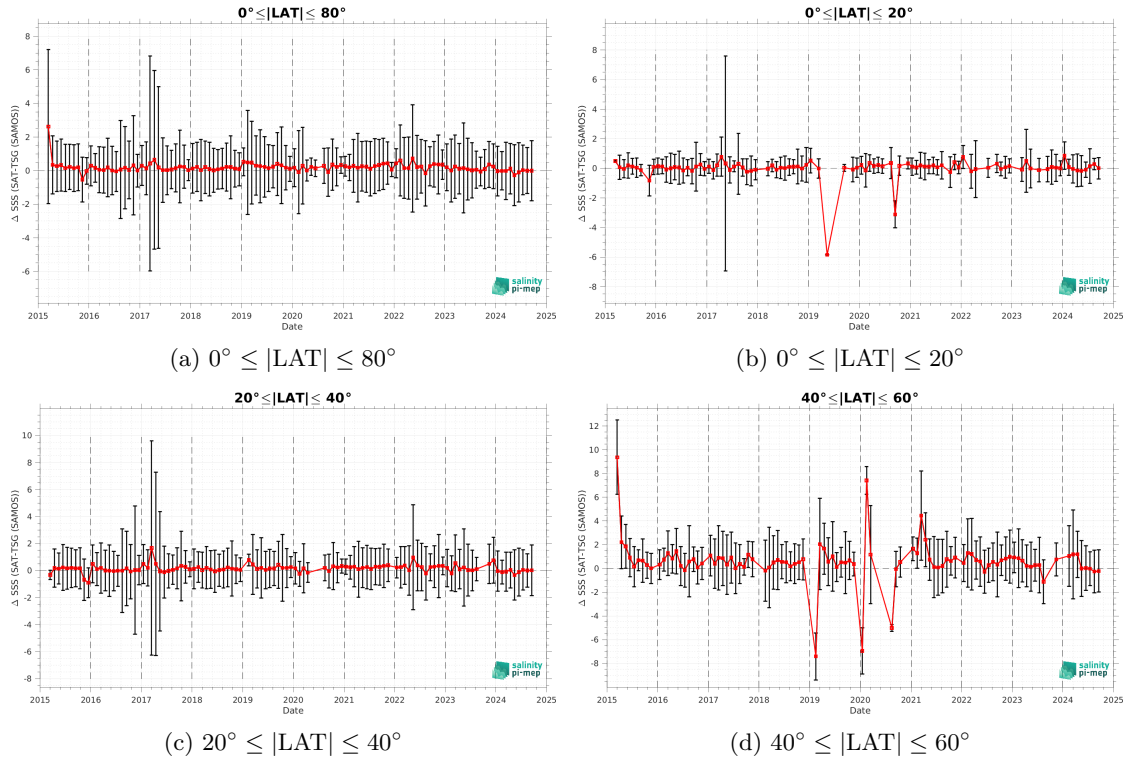 0°≤|LAT|≤ 80°
Δ SSS (SAT-TSG (SAMOS))
8
6
4
2
0
-2
-4
-6
2015 2016 2017 2018 2019 2020 2021 2022 2023 2024 2025
Date
salinity
pi-mep
(a) 0° ≤ |LAT| ≤ 80°
0°≤|LAT|≤ 20°
Δ SSS (SAT-TSG (SAMOS))
8
6
4
2
0
-2
-4
-6
-8
2015 2016 2017 2018 2019 2020 2021 2022 2023 2024 2025
Date
salinity
pi-mep
(b) 0° ≤ |LAT| ≤ 20°
20°≤|LAT|≤ 40°
Δ SSS (SAT-TSG (SAMOS))
10
8
6
4
2
0
-2
-4
-6
-8
2015 2016 2017 2018 2019 2020 2021 2022 2023 2024 2025
Date
salinity
pi-mep
(c) 20° ≤ |LAT| ≤ 40°
40°≤|LAT|≤ 60°
Δ SSS (SAT-TSG (SAMOS))
12
10
8
6
4
2
0
-2
-4
-6
-8
2015 2016 2017 2018 2019 2020 2021 2022 2023 2024 2025
Date
salinity
pi-mep
(d) 40° ≤ |LAT| ≤ 60°